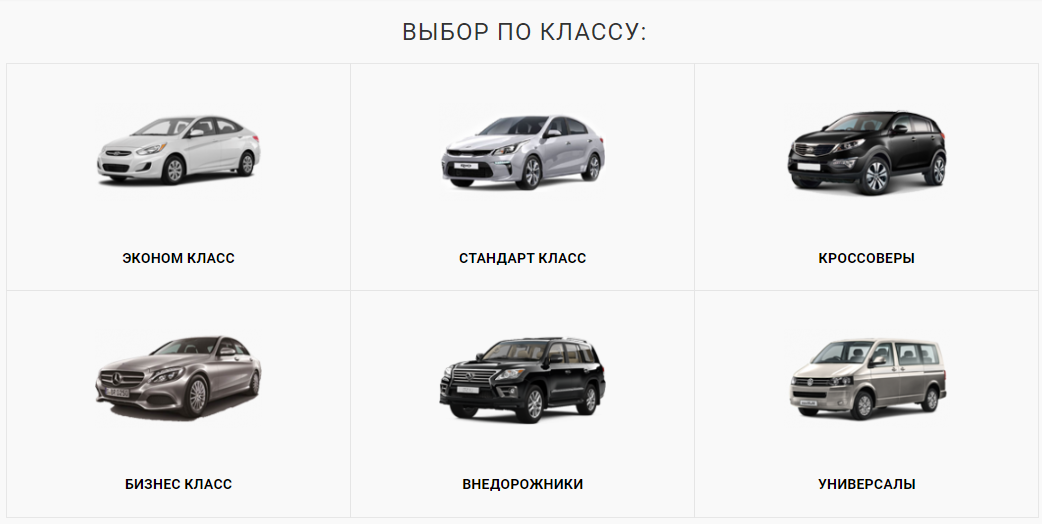 ВЫБОР ПО КЛАССУ:
ЭКОНОМ КЛАСС
СТАНДАРТ КЛАСС
КРОССОВЕРЫ
БИЗНЕС КЛАСС
ВНЕДОРОЖНИКИ
УНИВЕРСАЛЫ